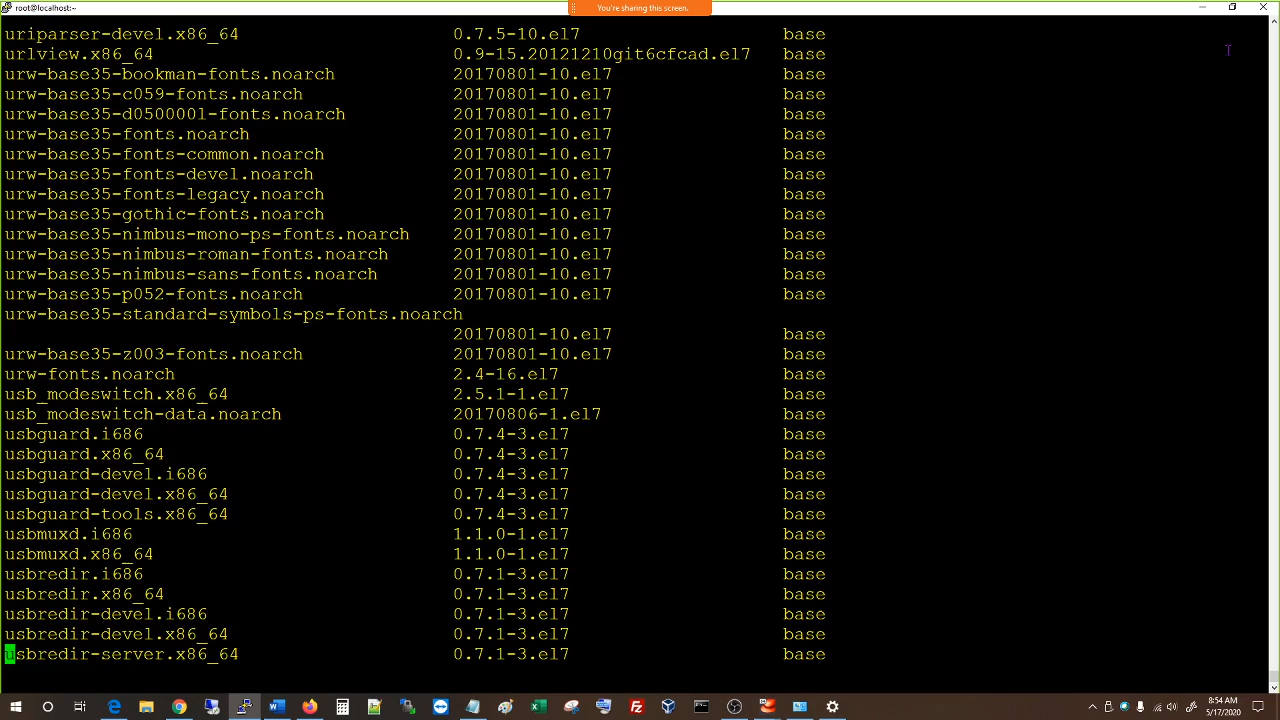 root@localhost:~
You're sharing this screen.
uriparser-devel.x86_64 0.7.5-10.el7 base
urlview.x86_64 0.9-15.20121210git6cfcad.el7 base
urw-base35-bookman-fonts.noarch 20170801-10.el7 base
urw-base35-c059-fonts.noarch 20170801-10.el7 base
urw-base35-d050000l-fonts.noarch 20170801-10.el7 base
urw-base35-fonts.noarch 20170801-10.el7 base
urw-base35-fonts-common.noarch 20170801-10.el7 base
urw-base35-fonts-devel.noarch 20170801-10.el7 base
urw-base35-fonts-legacy.noarch 20170801-10.el7 base
urw-base35-gothic-fonts.noarch 20170801-10.el7 base
urw-base35-nimbus-mono-ps-fonts.noarch 20170801-10.el7 base
urw-base35-nimbus-roman-fonts.noarch 20170801-10.el7 base
urw-base35-nimbus-sans-fonts.noarch 20170801-10.el7 base
urw-base35-p052-fonts.noarch 20170801-10.el7 base
urw-base35-standard-symbols-ps-fonts.noarch
20170801-10.el7 base
urw-base35-z003-fonts.noarch 20170801-10.el7 base
urw-fonts.noarch 2.4-16.el7 base
usb_modeswitch.x86_64 2.5.1-1.el7 base
usb_modeswitch-data.noarch 20170806-1.el7 base
usbguard.i686 0.7.4-3.el7 base
usbguard.x86_64 0.7.4-3.el7 base
usbguard-devel.i686 0.7.4-3.el7 base
usbguard-devel.x86_64 0.7.4-3.el7 base
usbguard-tools.x86_64 0.7.4-3.el7 base
usbmuxd.i686 1.1.0-1.el7 base
usbmuxd.x86_64 1.1.0-1.el7 base
usbredir.i686 0.7.1-3.el7 base
usbredir.x86_64 0.7.1-3.el7 base
usbredir-devel.i686 0.7.1-3.el7 base
usbredir-devel.x86_64 0.7.1-3.el7 base
usbredir-server.x86_64 0.7.1-3.el7 base
8:54 AM
5/17/2020